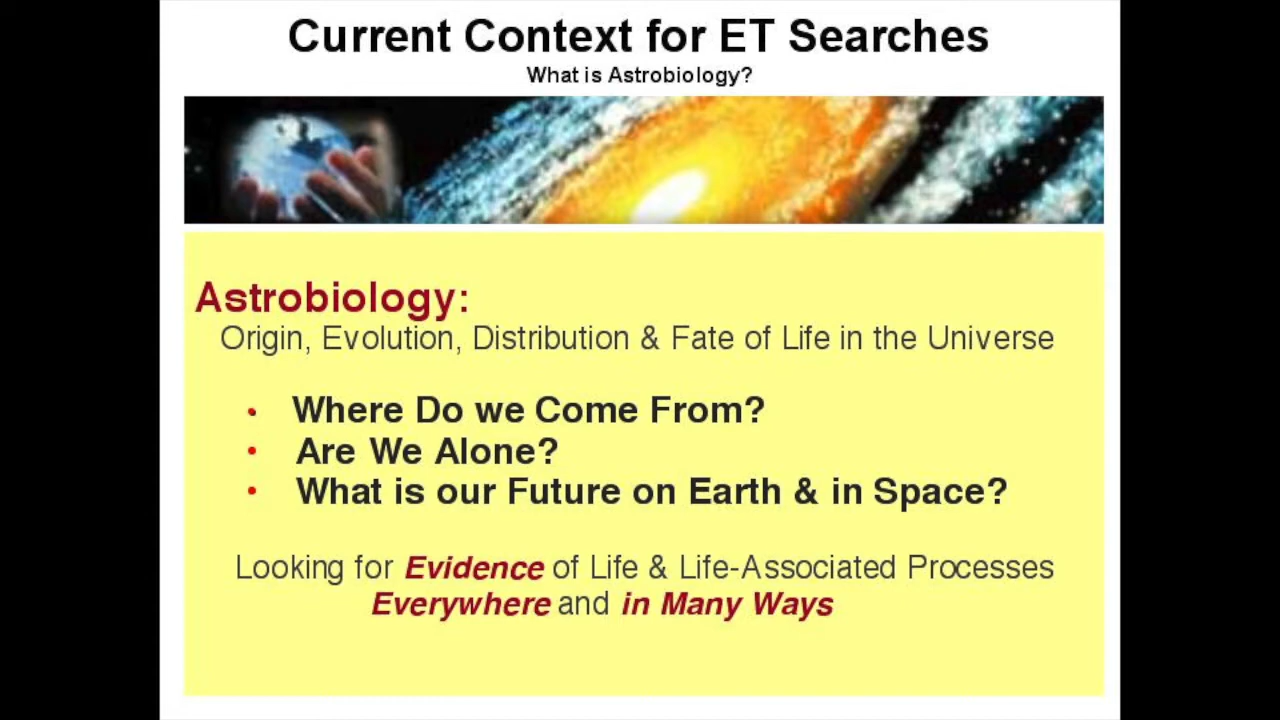 Current Context for ET Searches
What is Astrobiology?
Astrobiology:
Origin, Evolution, Distribution & Fate of Life in the Universe
• Where Do we Come From?
• Are We Alone?
• What is our Future on Earth & in Space?
Looking for Evidence of Life & Life-Associated Processes
Everywhere and in Many Ways